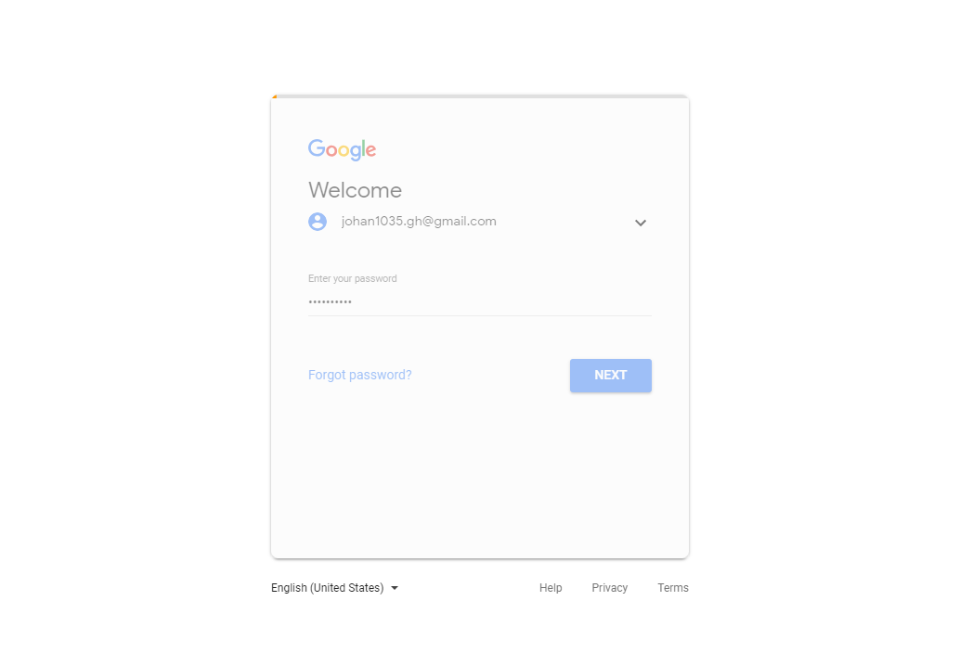 Google
Welcome
johan1035.gh@gmail.com
Enter your password
••••••••••
Forgot password?
NEXT
English (United States)
Help Privacy Terms